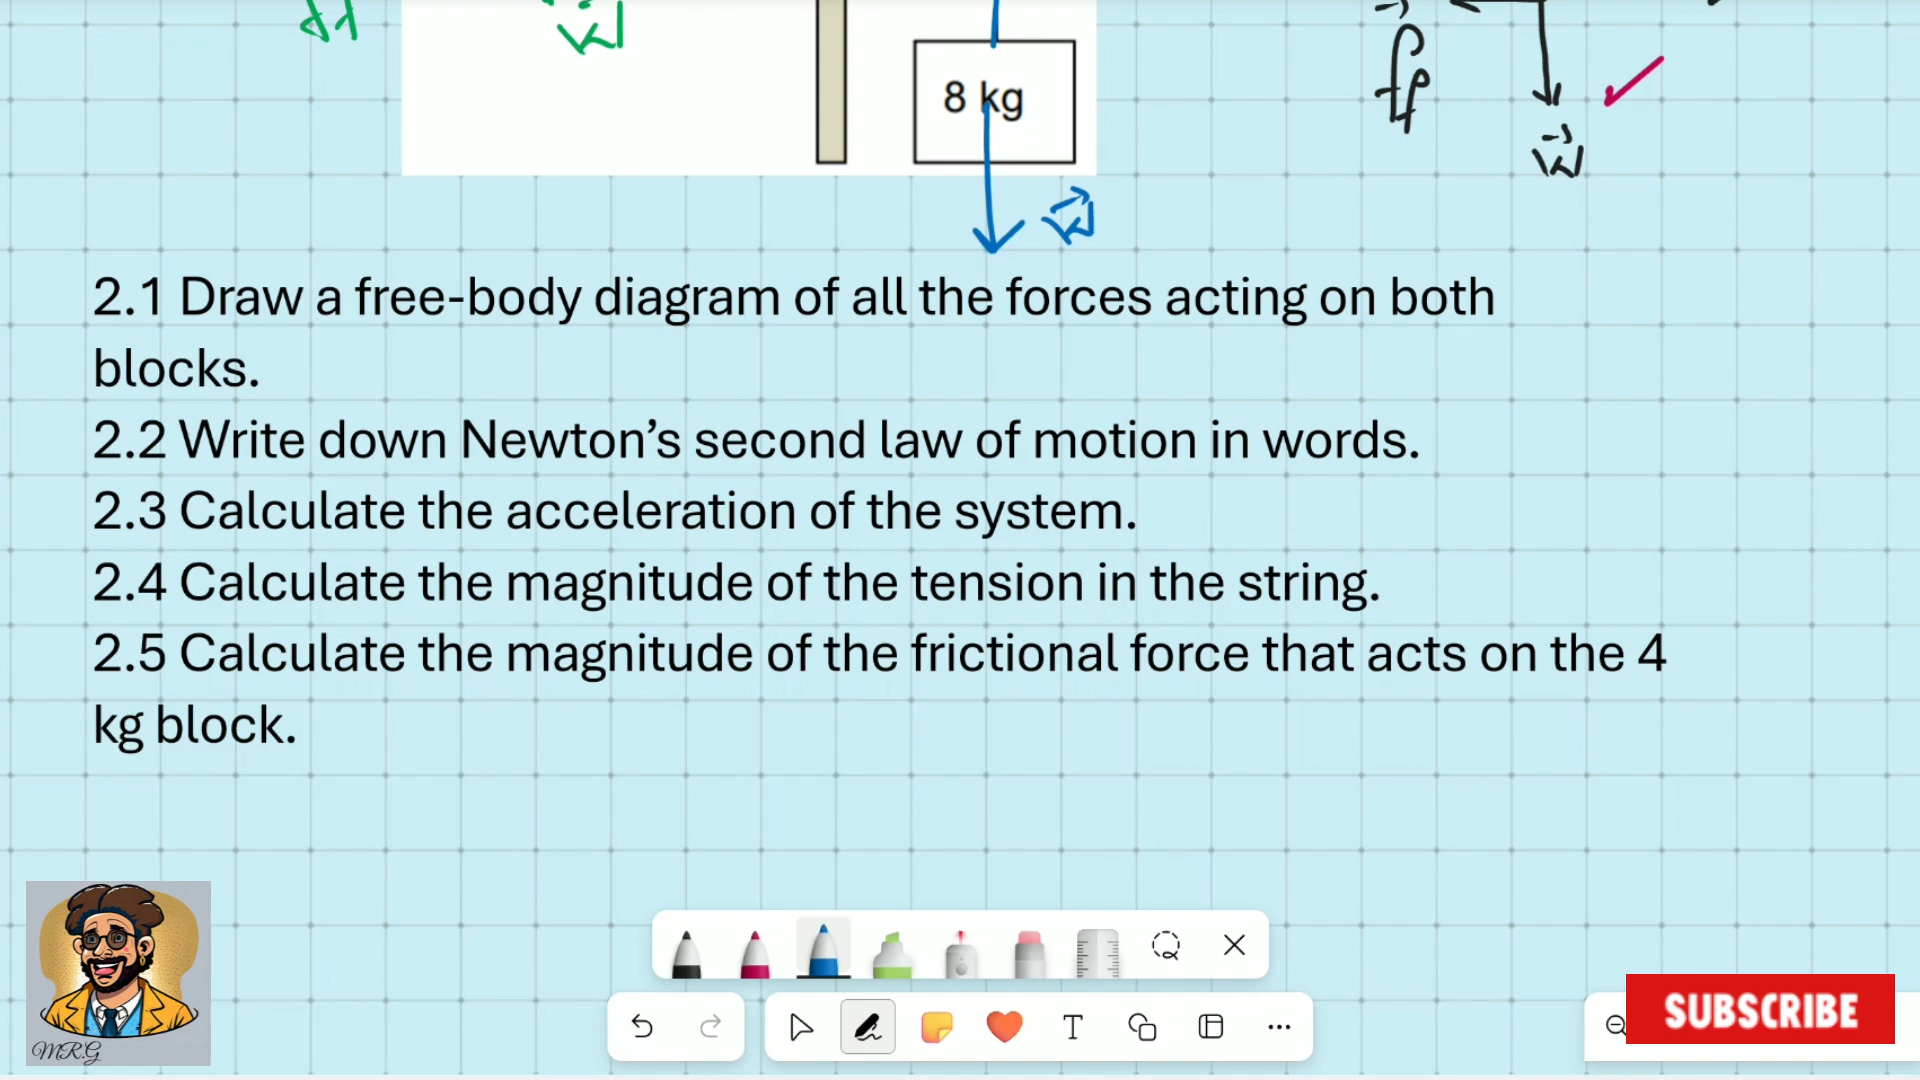 w
8 kg
w
w
2.1 Draw a free-body diagram of all the forces acting on both
blocks.
2.2 Write down Newton’s second law of motion in words.
2.3 Calculate the acceleration of the system.
2.4 Calculate the magnitude of the tension in the string.
2.5 Calculate the magnitude of the frictional force that acts on the 4
kg block.
MR.G
T
SUBSCRIBE